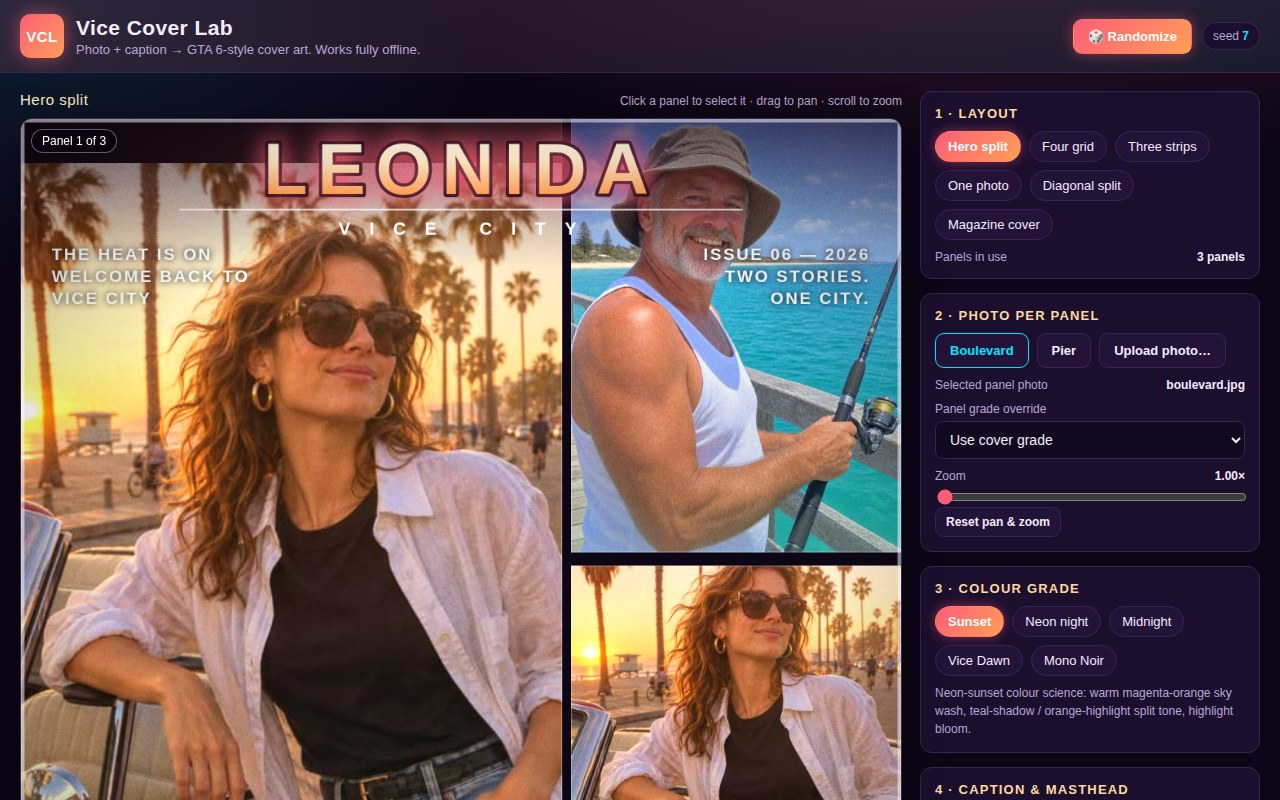 VCL
Vice Cover Lab
Photo + caption → GTA 6-style cover art. Works fully offline.
🎲 Randomize
seed 7
Hero split
Click a panel to select it · drag to pan · scroll to zoom
Panel 1 of 3
LEONIDA
VICE CITY
THE HEAT IS ON
WELCOME BACK TO
VICE CITY
ISSUE 06 — 2026
TWO STORIES.
ONE CITY.
1 · LAYOUT
Hero split
Four grid
Three strips
One photo
Diagonal split
Magazine cover
Panels in use
3 panels
2 · PHOTO PER PANEL
Boulevard
Pier
Upload photo…
Selected panel photo
boulevard.jpg
Panel grade override
Use cover grade
Zoom
1.00×
Reset pan & zoom
3 · COLOUR GRADE
Sunset
Neon night
Midnight
Vice Dawn
Mono Noir
Neon-sunset colour science: warm magenta-orange sky
wash, teal-shadow / orange-highlight split tone, highlight
bloom.
4 · CAPTION & MASTHEAD